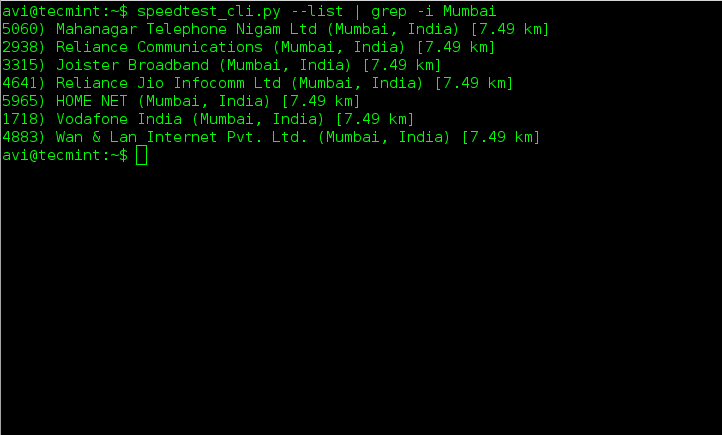 avi@tecmint:~$ speedtest_cli.py --list | grep -i Mumbai
5060) Mahanagar Telephone Nigam Ltd (Mumbai, India) [7.49 km]
2938) Reliance Communications (Mumbai, India) [7.49 km]
3315) Joister Broadband (Mumbai, India) [7.49 km]
4641) Reliance Jio Infocomm Ltd (Mumbai, India) [7.49 km]
5965) HOME NET (Mumbai, India) [7.49 km]
1718) Vodafone India (Mumbai, India) [7.49 km]
4883) Wan & Lan Internet Pvt. Ltd. (Mumbai, India) [7.49 km]
avi@tecmint:~$